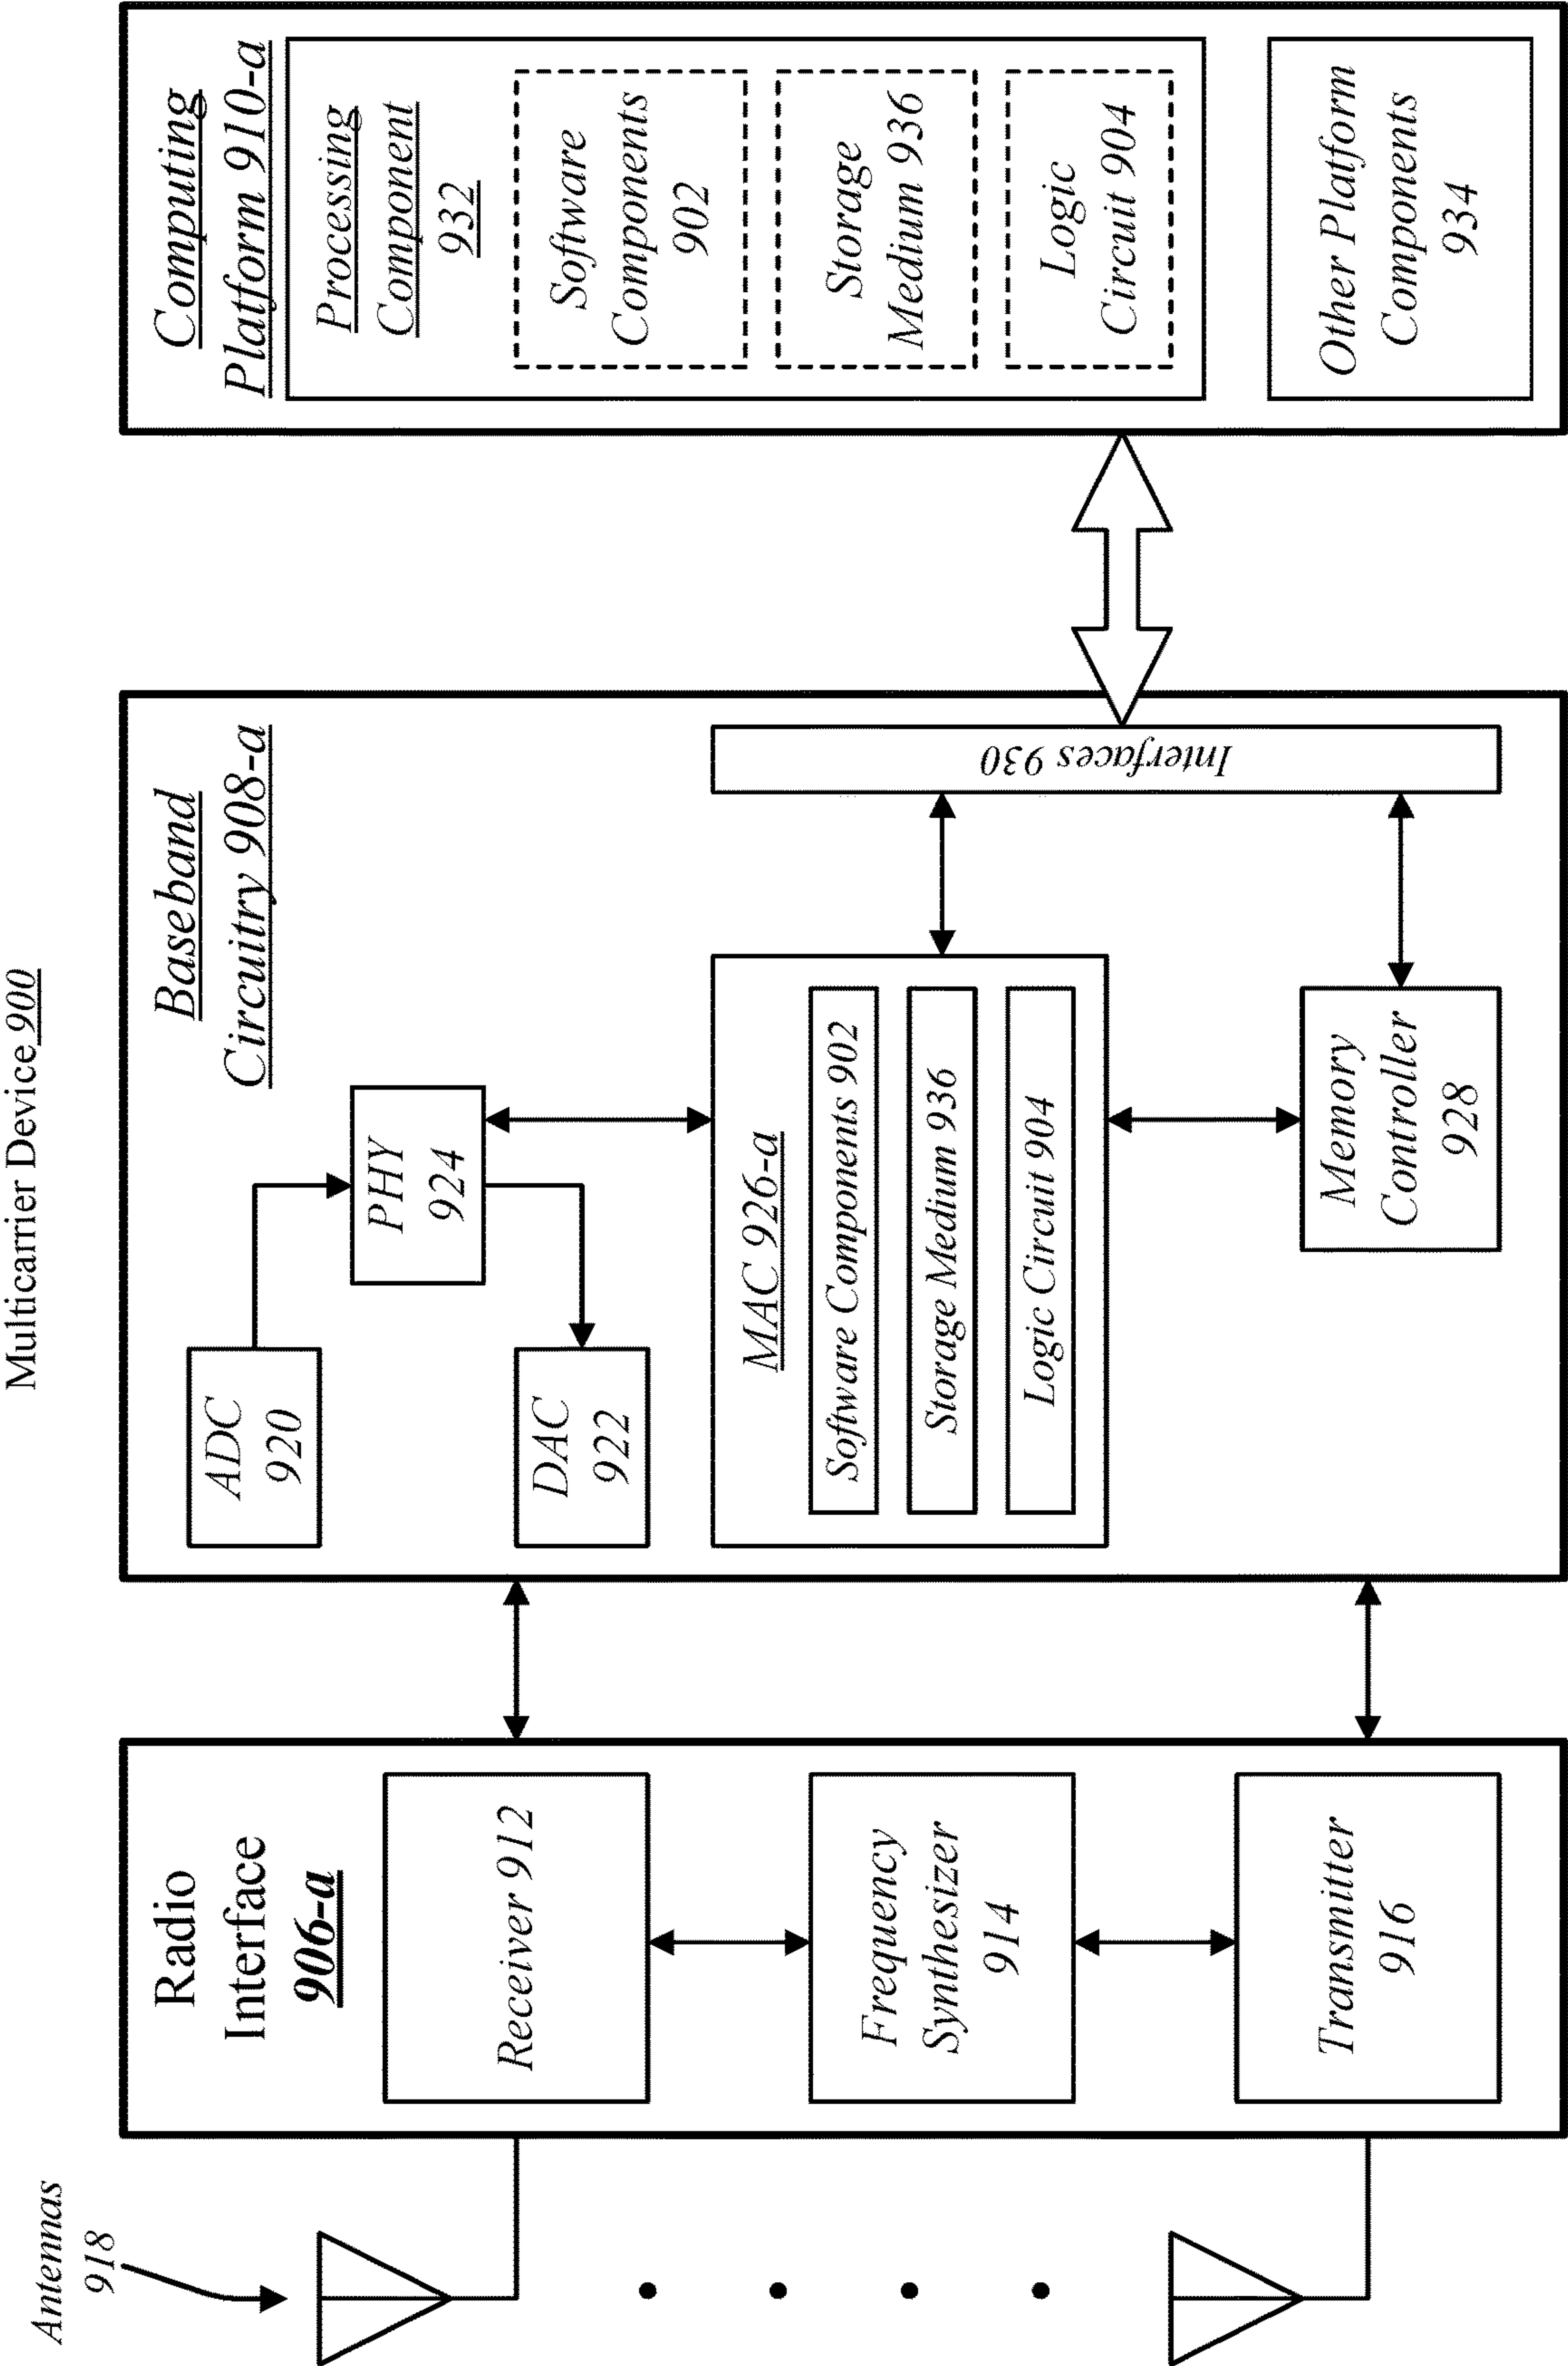 Multicarrier Device 900
Antennas
918
Radio
Interface
906-a
Receiver 912
Frequency
Synthesizer
914
Transmitter
916
Baseband
Circuitry 908-a
ADC
920
PHY
924
DAC
922
MAC 926-a
Software Components 902
Storage Medium 936
Logic Circuit 904
Memory
Controller
928
Interfaces 930
Computing
Platform 910-a
Processing
Component
932
Software
Components
902
Storage
Medium 936
Logic
Circuit 904
Other Platform
Components
934